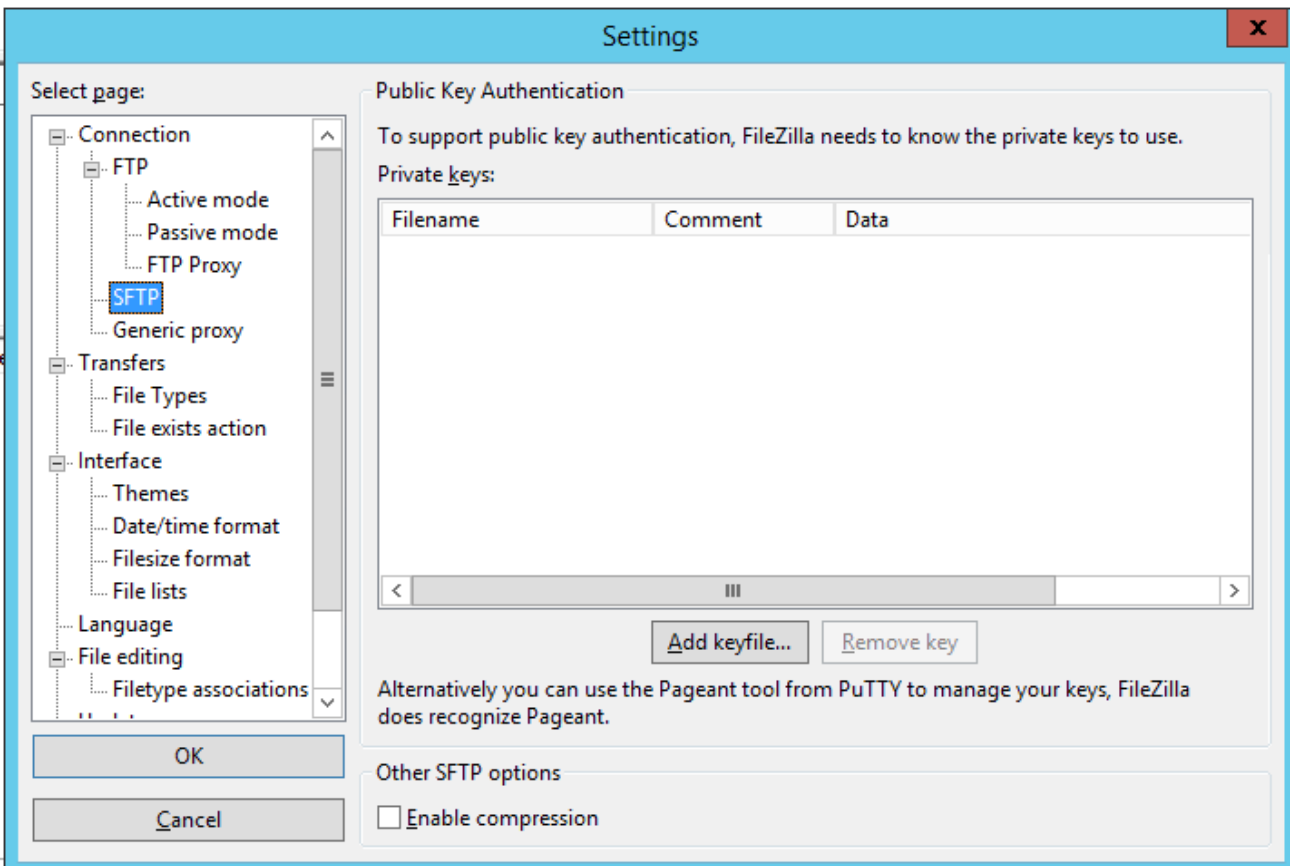 Settings
x
Select page:
Connection
FTP
Active mode
Passive mode
FTP Proxy
SFTP
Generic proxy
Transfers
File Types
File exists action
Interface
Themes
Date/time format
Filesize format
File lists
Language
File editing
Filetype associations
OK
Cancel
Public Key Authentication
To support public key authentication, FileZilla needs to know the private keys to use.
Private keys:
Filename Comment Data
Add keyfile... Remove key
Alternatively you can use the Pageant tool from PuTTY to manage your keys, FileZilla
does recognize Pageant.
Other SFTP options
Enable compression